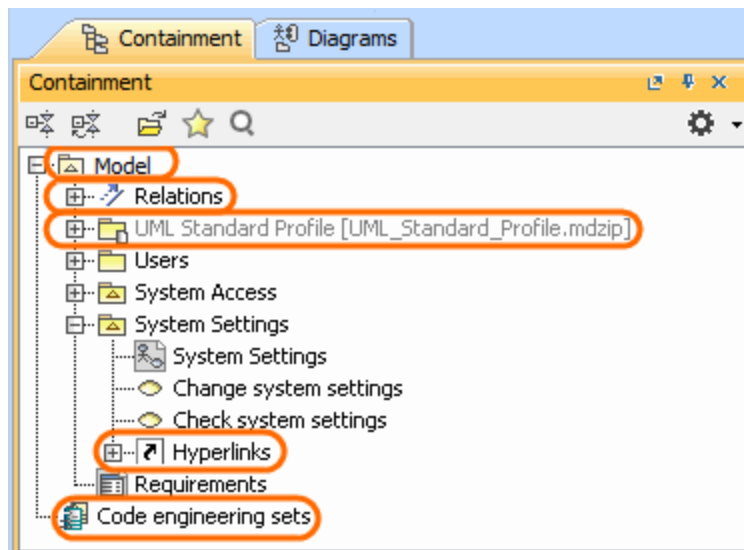 Containment Diagrams
Containment
Model
Relations
UML Standard Profile [UML_Standard_Profile.mdzip]
Users
System Access
System Settings
System Settings
Change system settings
Check system settings
Hyperlinks
Requirements
Code engineering sets